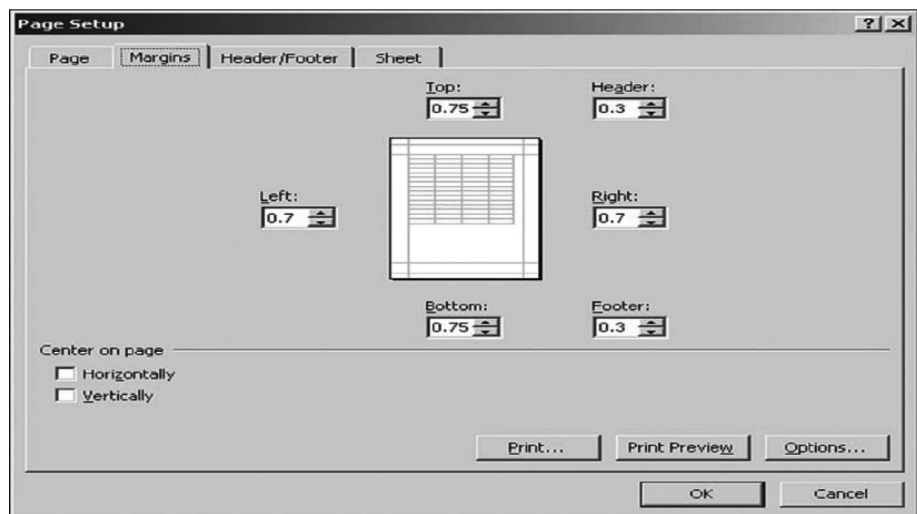 Page Setup
Page Margins Header/Footer Sheet
Top: Header:
0.75 0.3
Left: Right:
0.7 0.7
Bottom: Footer:
0.75 0.3
Center on page
Horizontally
Vertically
Print... Print Preview Options...
OK Cancel